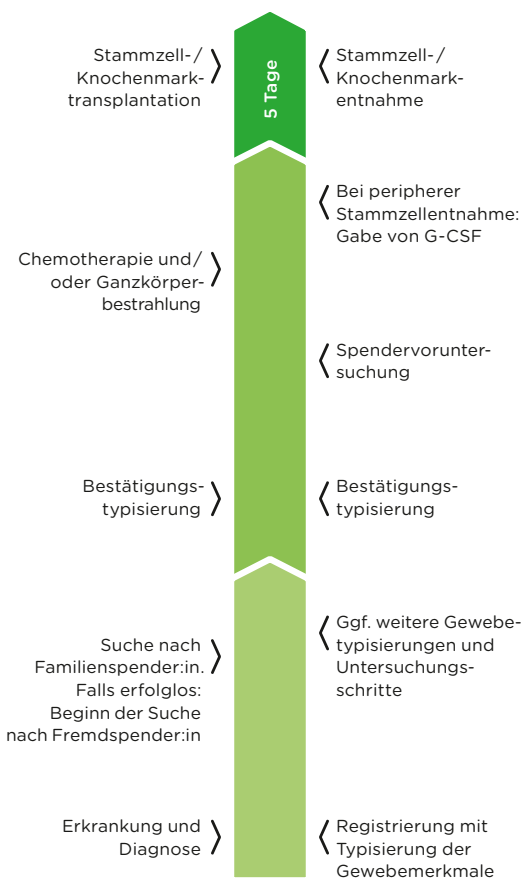 Stammzell-/
Knochenmark-
transplantation
5 Tage
Stammzell-/
Knochenmark-
entnahme
Bei peripherer
Stammzellentnahme:
Gabe von G-CSF
Chemotherapie und/
oder Ganzkörper-
bestrahlung
Spendervorunter-
suchung
Bestätigungs-
typisierung
Bestätigungs-
typisierung
Suche nach
Familienspender:in.
Falls erfolglos:
Beginn der Suche
nach Fremdspender:in
Ggf. weitere Gewebe-
typisierungen und
Untersuchungs-
schritte
Erkrankung und
Diagnose
Registrierung mit
Typisierung der
Gewebemerkmale